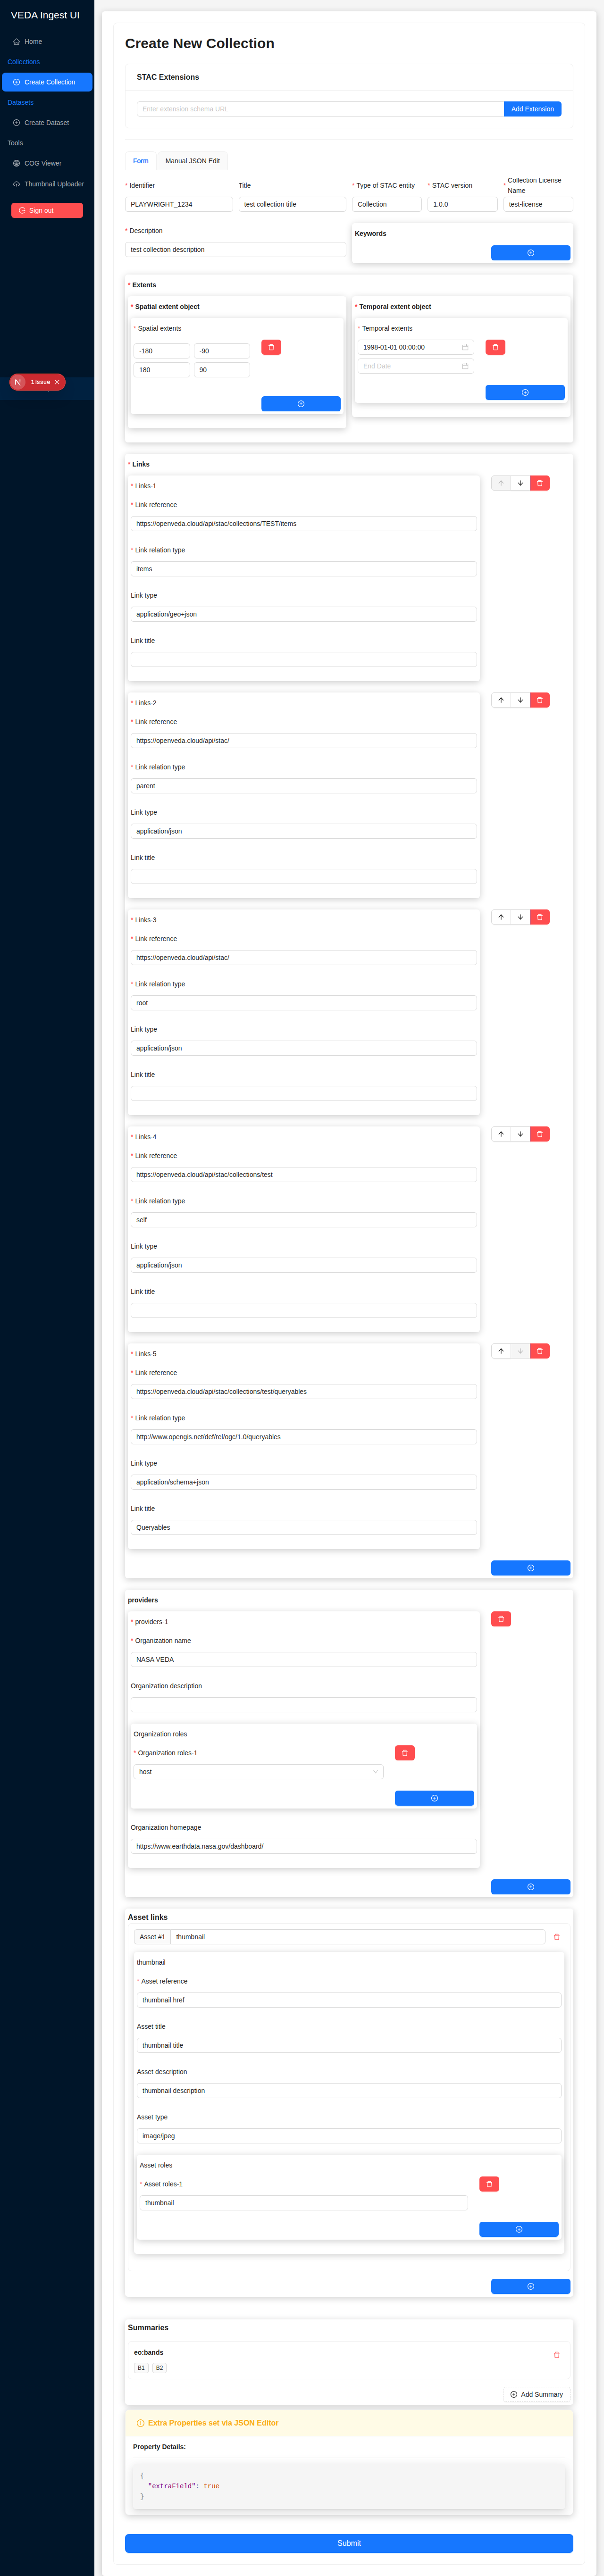 VEDA Ingest UI
Home
Collections
Create Collection
Datasets
Create Dataset
Tools
COG Viewer
Thumbnail Uploader
Sign out
N 1 Issue
Create New Collection
STAC Extensions
Enter extension schema URL
Add Extension
Form
Manual JSON Edit
* Identifier
Title
* Type of STAC entity
* STAC version
* Collection License Name
PLAYWRIGHT_1234
test collection title
Collection
1.0.0
test-license
* Description
test collection description
Keywords
* Extents
* Spatial extent object
* Spatial extents
-180
-90
180
90
* Temporal extent object
* Temporal extents
1998-01-01 00:00:00
End Date
* Links
* Links-1
* Link reference
https://openveda.cloud/api/stac/collections/TEST/items
* Link relation type
items
Link type
application/geo+json
Link title
* Links-2
* Link reference
https://openveda.cloud/api/stac/
* Link relation type
parent
Link type
application/json
Link title
* Links-3
* Link reference
https://openveda.cloud/api/stac/
* Link relation type
root
Link type
application/json
Link title
* Links-4
* Link reference
https://openveda.cloud/api/stac/collections/test
* Link relation type
self
Link type
application/json
Link title
* Links-5
* Link reference
https://openveda.cloud/api/stac/collections/test/queryables
* Link relation type
http://www.opengis.net/def/rel/ogc/1.0/queryables
Link type
application/schema+json
Link title
Queryables
providers
* providers-1
* Organization name
NASA VEDA
Organization description
Organization roles
* Organization roles-1
host
Organization homepage
https://www.earthdata.nasa.gov/dashboard/
Asset links
Asset #1
thumbnail
thumbnail
* Asset reference
thumbnail href
Asset title
thumbnail title
Asset description
thumbnail description
Asset type
image/jpeg
Asset roles
* Asset roles-1
thumbnail
Summaries
eo:bands
B1 B2
Add Summary
Extra Properties set via JSON Editor
Property Details:
{
"extraField": true
}
Submit